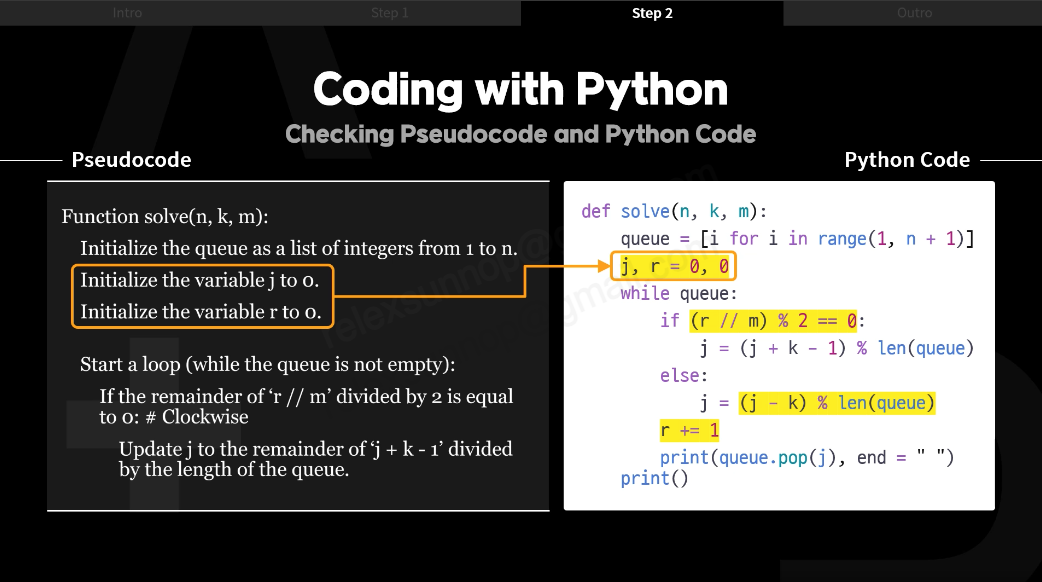 Intro
Step 1
Step 2
Outro
Coding with Python
Checking Pseudocode and Python Code
Pseudocode
Function solve(n, k, m):
Initialize the queue as a list of integers from 1 to n.
Initialize the variable j to 0.
Initialize the variable r to 0.
Start a loop (while the queue is not empty):
If the remainder of ‘r // m’ divided by 2 is equal
to 0: # Clockwise
Update j to the remainder of ‘j + k - 1’ divided
by the length of the queue.
Python Code
def solve(n, k, m):
queue = [i for i in range(1, n + 1)]
j, r = 0, 0
while queue:
if (r // m) % 2 == 0:
j = (j + k - 1) % len(queue)
else:
j = (j - k) % len(queue)
r += 1
print(queue.pop(j), end = " ")
print()